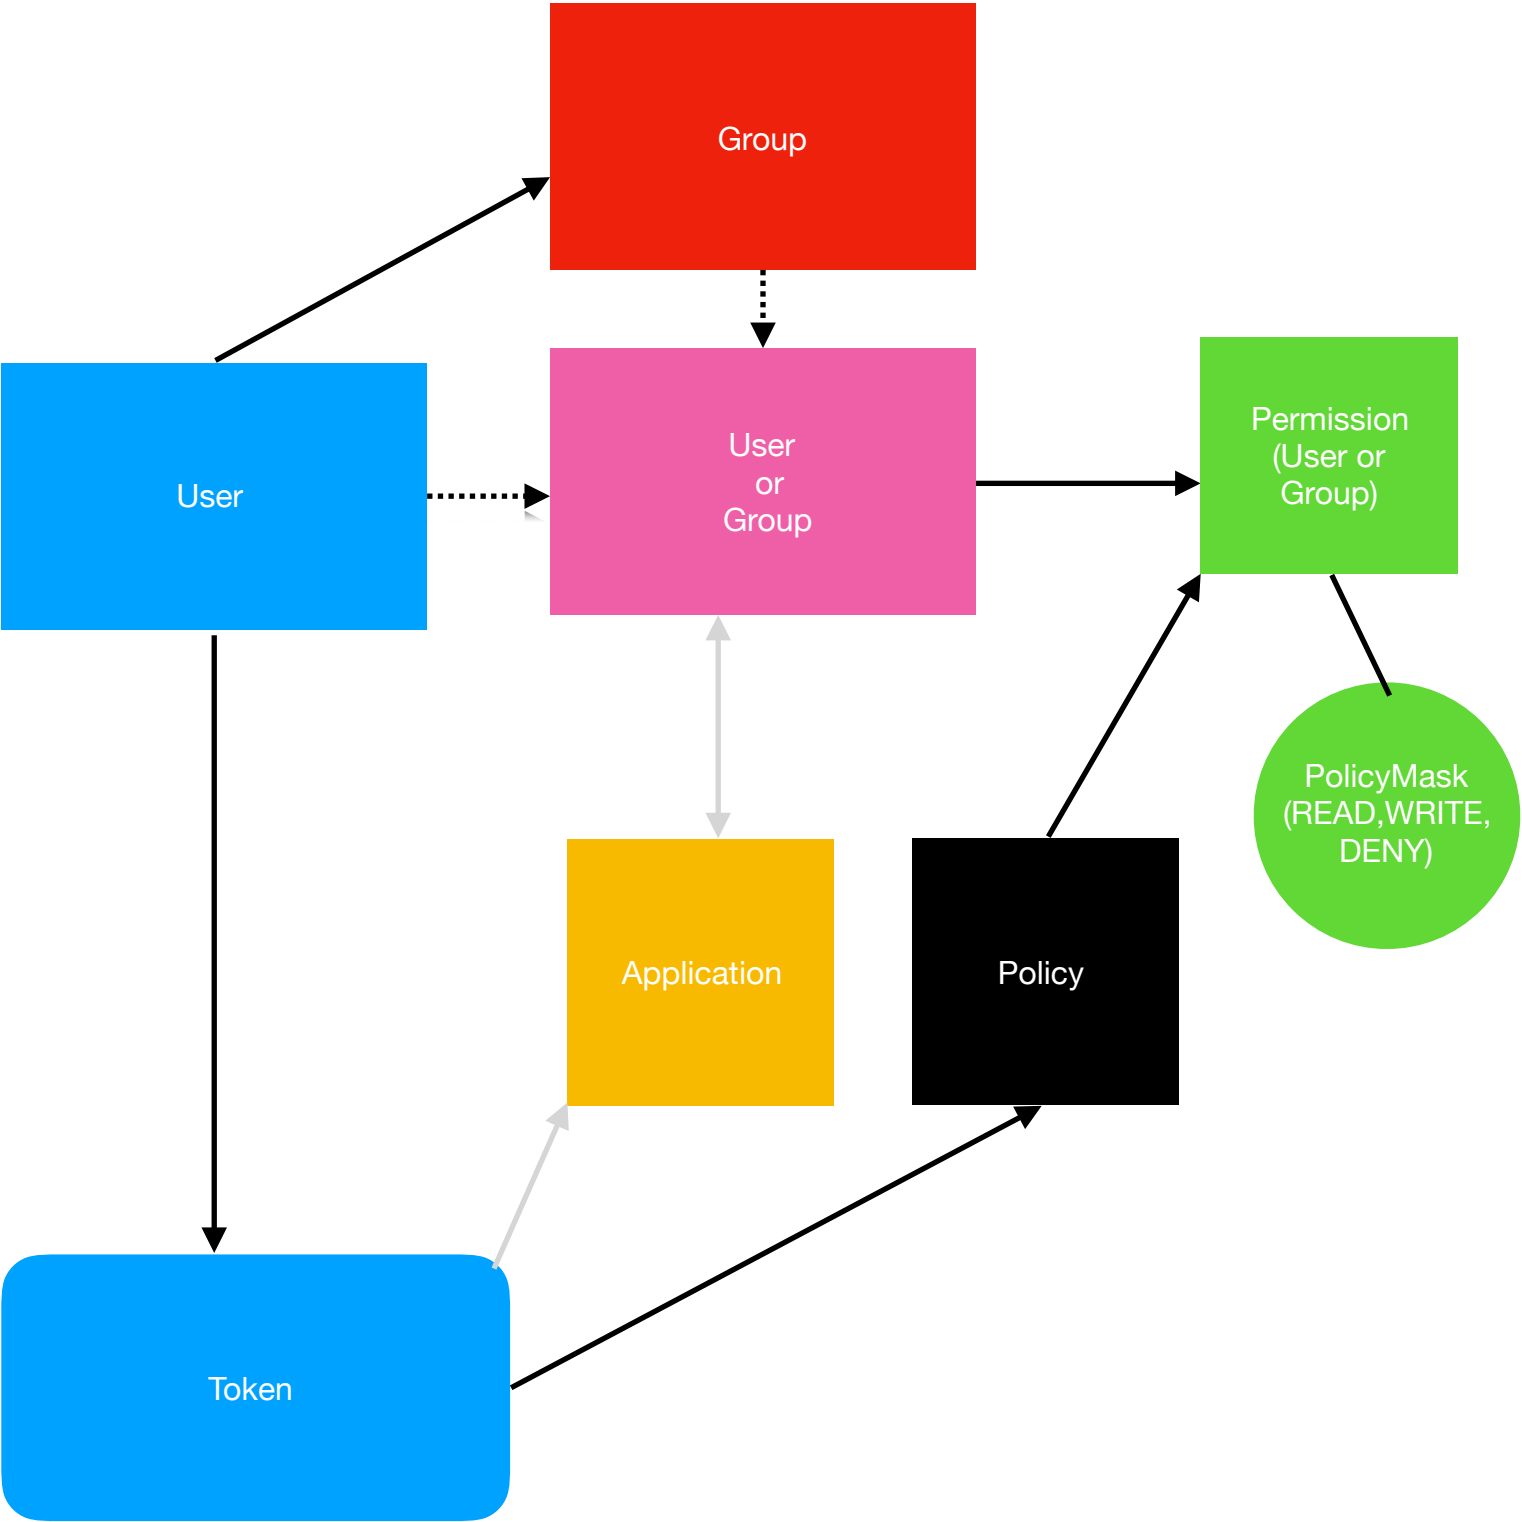 Group
User
User
or
Group
Permission
(User or
Group)
PolicyMask
(READ,WRITE,
DENY)
Application
Policy
Token